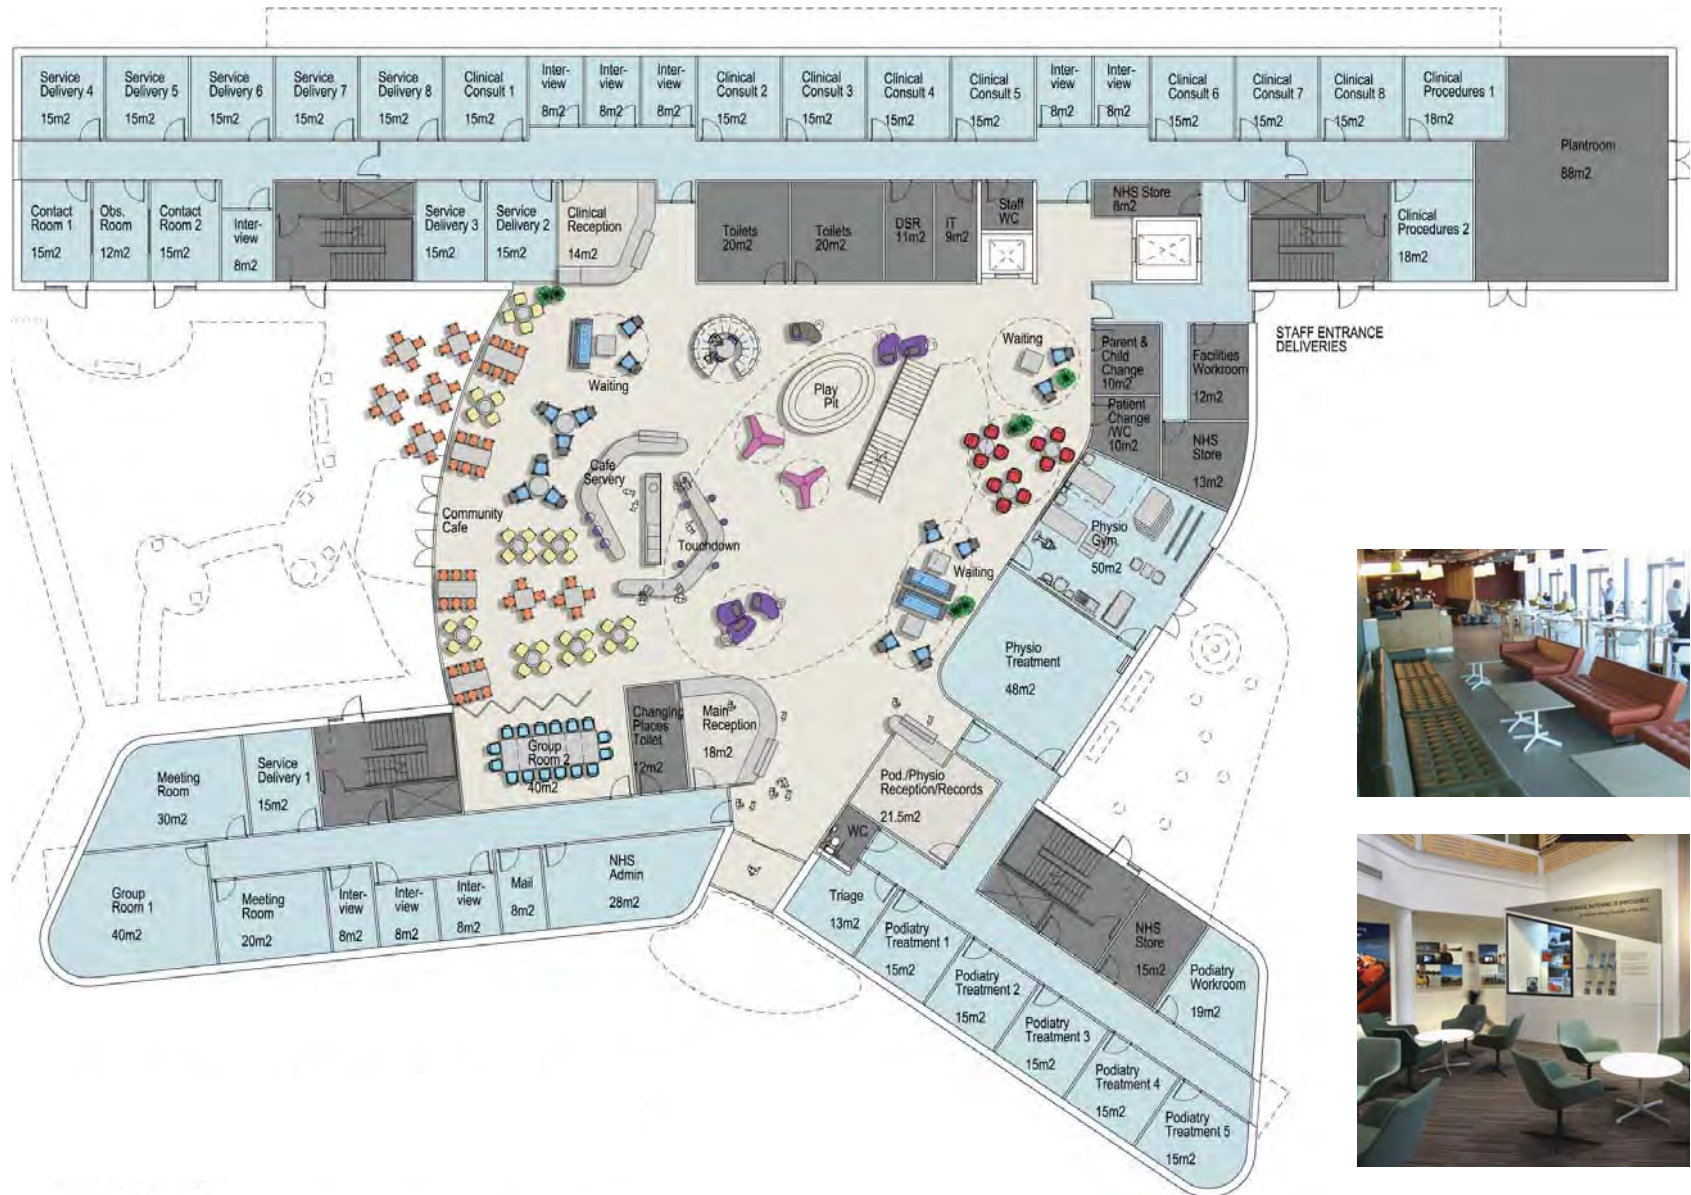 Service
Delivery 4
15m2
Service
Delivery 5
15m2
Service
Delivery 6
15m2
Service
Delivery 7
15m2
Service
Delivery 8
15m2
Clinical
Consult 1
15m2
Inter-
view
8m2
Inter-
view
8m2
Inter-
view
8m2
Clinical
Consult 2
15m2
Clinical
Consult 3
15m2
Clinical
Consult 4
15m2
Clinical
Consult 5
15m2
Inter-
view
8m2
Inter-
view
8m2
Clinical
Consult 6
15m2
Clinical
Consult 7
15m2
Clinical
Consult 8
15m2
Clinical
Procedures 1
18m2
Plantroom
88m2
Contact
Room 1
15m2
Obs.
Room
12m2
Contact
Room 2
15m2
Inter-
view
8m2
Service
Delivery 3
15m2
Service
Delivery 2
15m2
Clinical
Reception
14m2
Toilets
20m2
Toilets
20m2
DSR
11m2
IT
9m2
Staff
WC
NHS Store
8m2
Clinical
Procedures 2
18m2
STAFF ENTRANCE
DELIVERIES
Waiting
Play
Pit
Waiting
Parent &
Child
Change
10m2
Facilities
Workroom
12m2
Patient
Change
/WC
10m2
NHS
Store
13m2
Cafe
Servery
Community
Cafe
Touchdown
Waiting
Physio
Gym
50m2
Physio
Treatment
48m2
Changing
Places
Toilet
12m2
Main
Reception
18m2
Group
Room 2
40m2
Meeting
Room
30m2
Service
Delivery 1
15m2
Pod./Physio
Reception/Records
21.5m2
WC
Group
Room 1
40m2
Meeting
Room
20m2
Inter-
view
8m2
Inter-
view
8m2
Inter-
view
8m2
Mail
8m2
NHS
Admin
28m2
Triage
13m2
Podiatry
Treatment 1
15m2
Podiatry
Treatment 2
15m2
Podiatry
Treatment 3
15m2
Podiatry
Treatment 4
15m2
Podiatry
Treatment 5
15m2
NHS
Store
15m2
Podiatry
Workroom
19m2